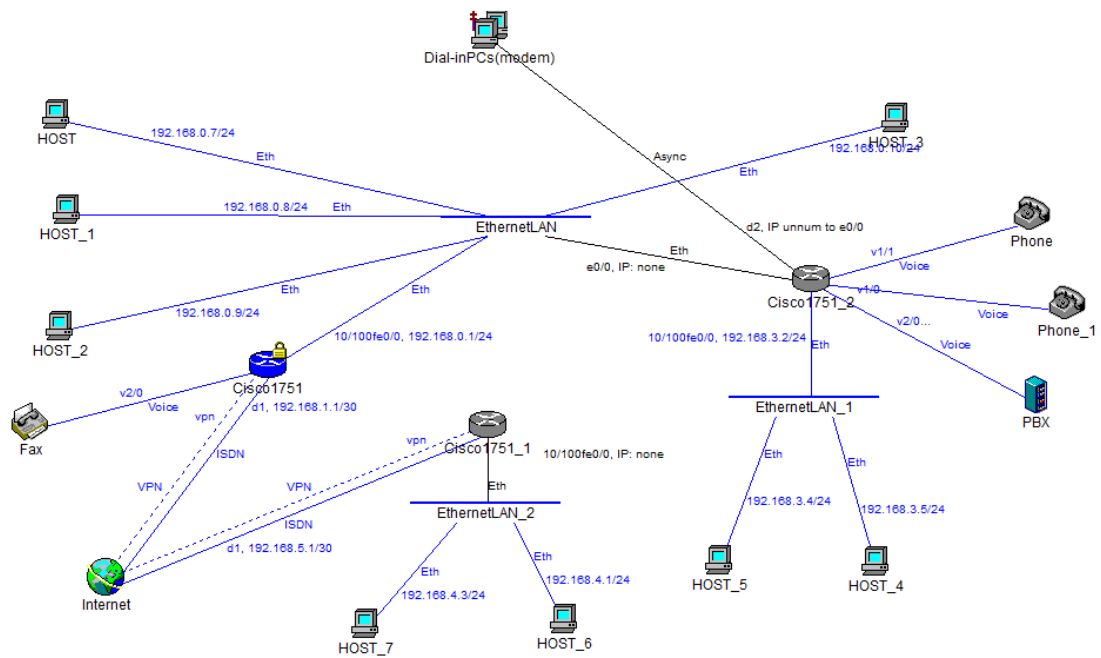 Dial-inPCs(modem)
HOST
192.168.0.7/24
Eth
HOST_3
192.168.0.10/24
Eth
Async
HOST_1
192.168.0.8/24
Eth
EthernetLAN
d2, IP unnum to e0/0
Eth
e0/0, IP: none
v1/1
Voice
Phone
Cisco1751_2
v1/0
Voice
Phone_1
v2/0...
Voice
PBX
HOST_2
192.168.0.9/24
Eth
Eth
10/100fe0/0, 192.168.0.1/24
10/100fe0/0, 192.168.3.2/24
Eth
Cisco1751
v2/0
Voice
Fax
vpn
d1, 192.168.1.1/30
ISDN
VPN
EthernetLAN_1
vpn
Cisco1751_1
10/100fe0/0, IP: none
Eth
VPN
ISDN
d1, 192.168.5.1/30
EthernetLAN_2
Eth
192.168.3.4/24
Eth
192.168.3.5/24
HOST_5
HOST_4
Internet
Eth
192.168.4.3/24
Eth
192.168.4.1/24
HOST_7
HOST_6